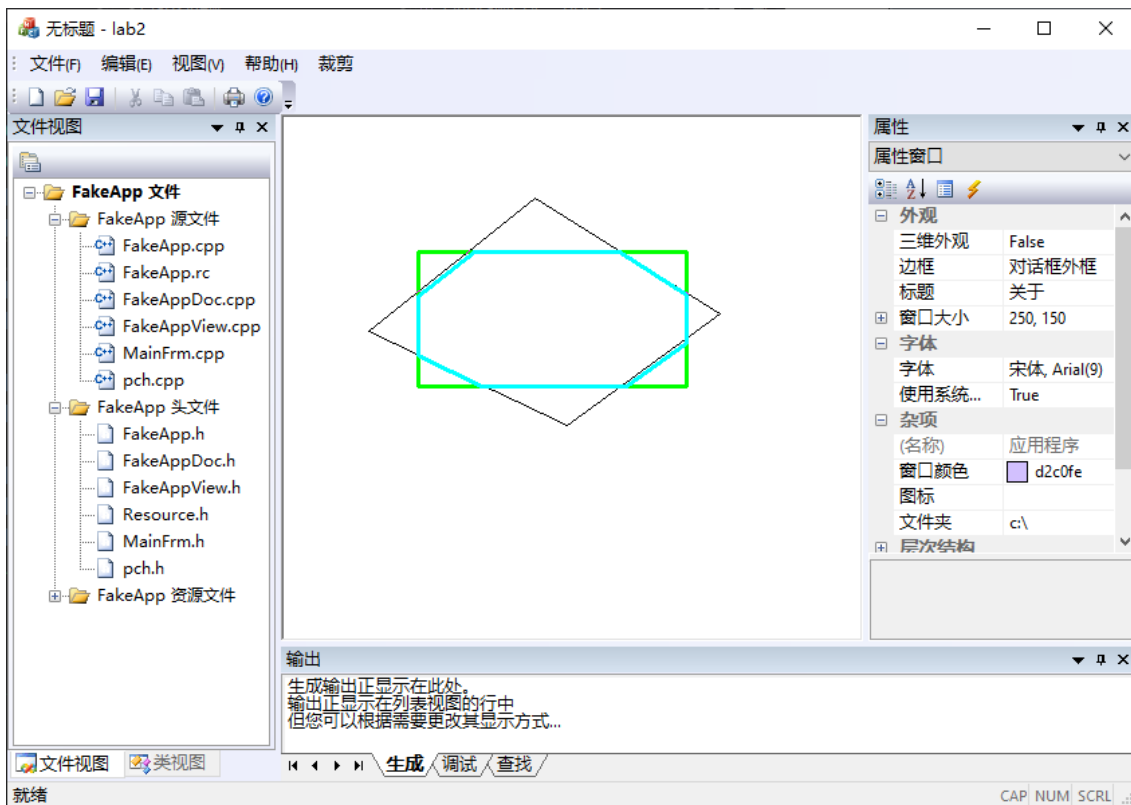 无标题 - lab2
文件(F) 编辑(E) 视图(V) 帮助(H) 裁剪
文件视图
FakeApp 文件
FakeApp 源文件
FakeApp.cpp
FakeApp.rc
FakeAppDoc.cpp
FakeAppView.cpp
MainFrm.cpp
pch.cpp
FakeApp 头文件
FakeApp.h
FakeAppDoc.h
FakeAppView.h
Resource.h
MainFrm.h
pch.h
FakeApp 资源文件
文件视图 类视图
属性
属性窗口
外观
三维外观 False
边框 对话框外框
标题 关于
窗口大小 250, 150
字体
字体 宋体, Arial(9)
使用系统... True
杂项
(名称) 应用程序
窗口颜色 d2c0fe
图标
文件夹 c:\
层次结构
输出
生成输出正显示在此处。
输出正显示在列表视图的行中
但您可以根据需要更改其显示方式...
生成 调试 查找
就绪
CAP NUM SCRL